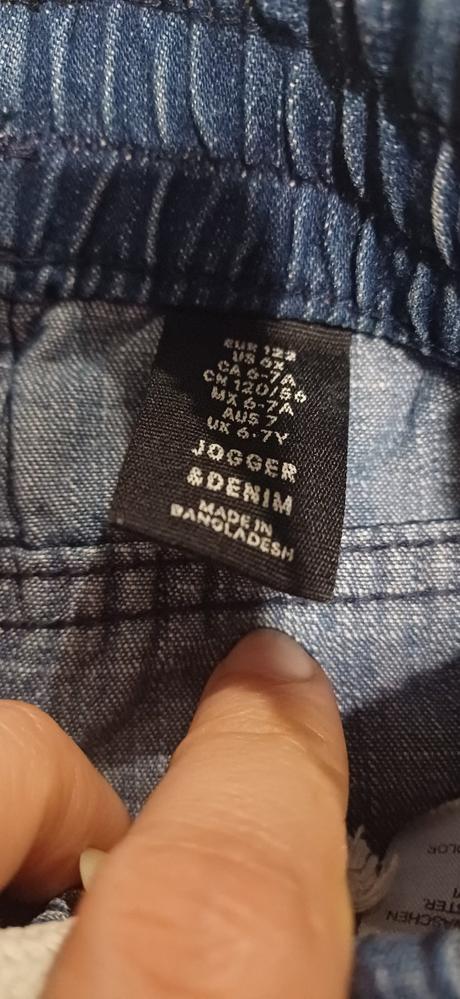 EUR 122
US 6X
CA 6-7A
CN 120/56
MX 6-7A
AUS 7
UK 6-7Y
JOGGER
&DENIM
MADE IN
BANGLADESH
WASCHEN